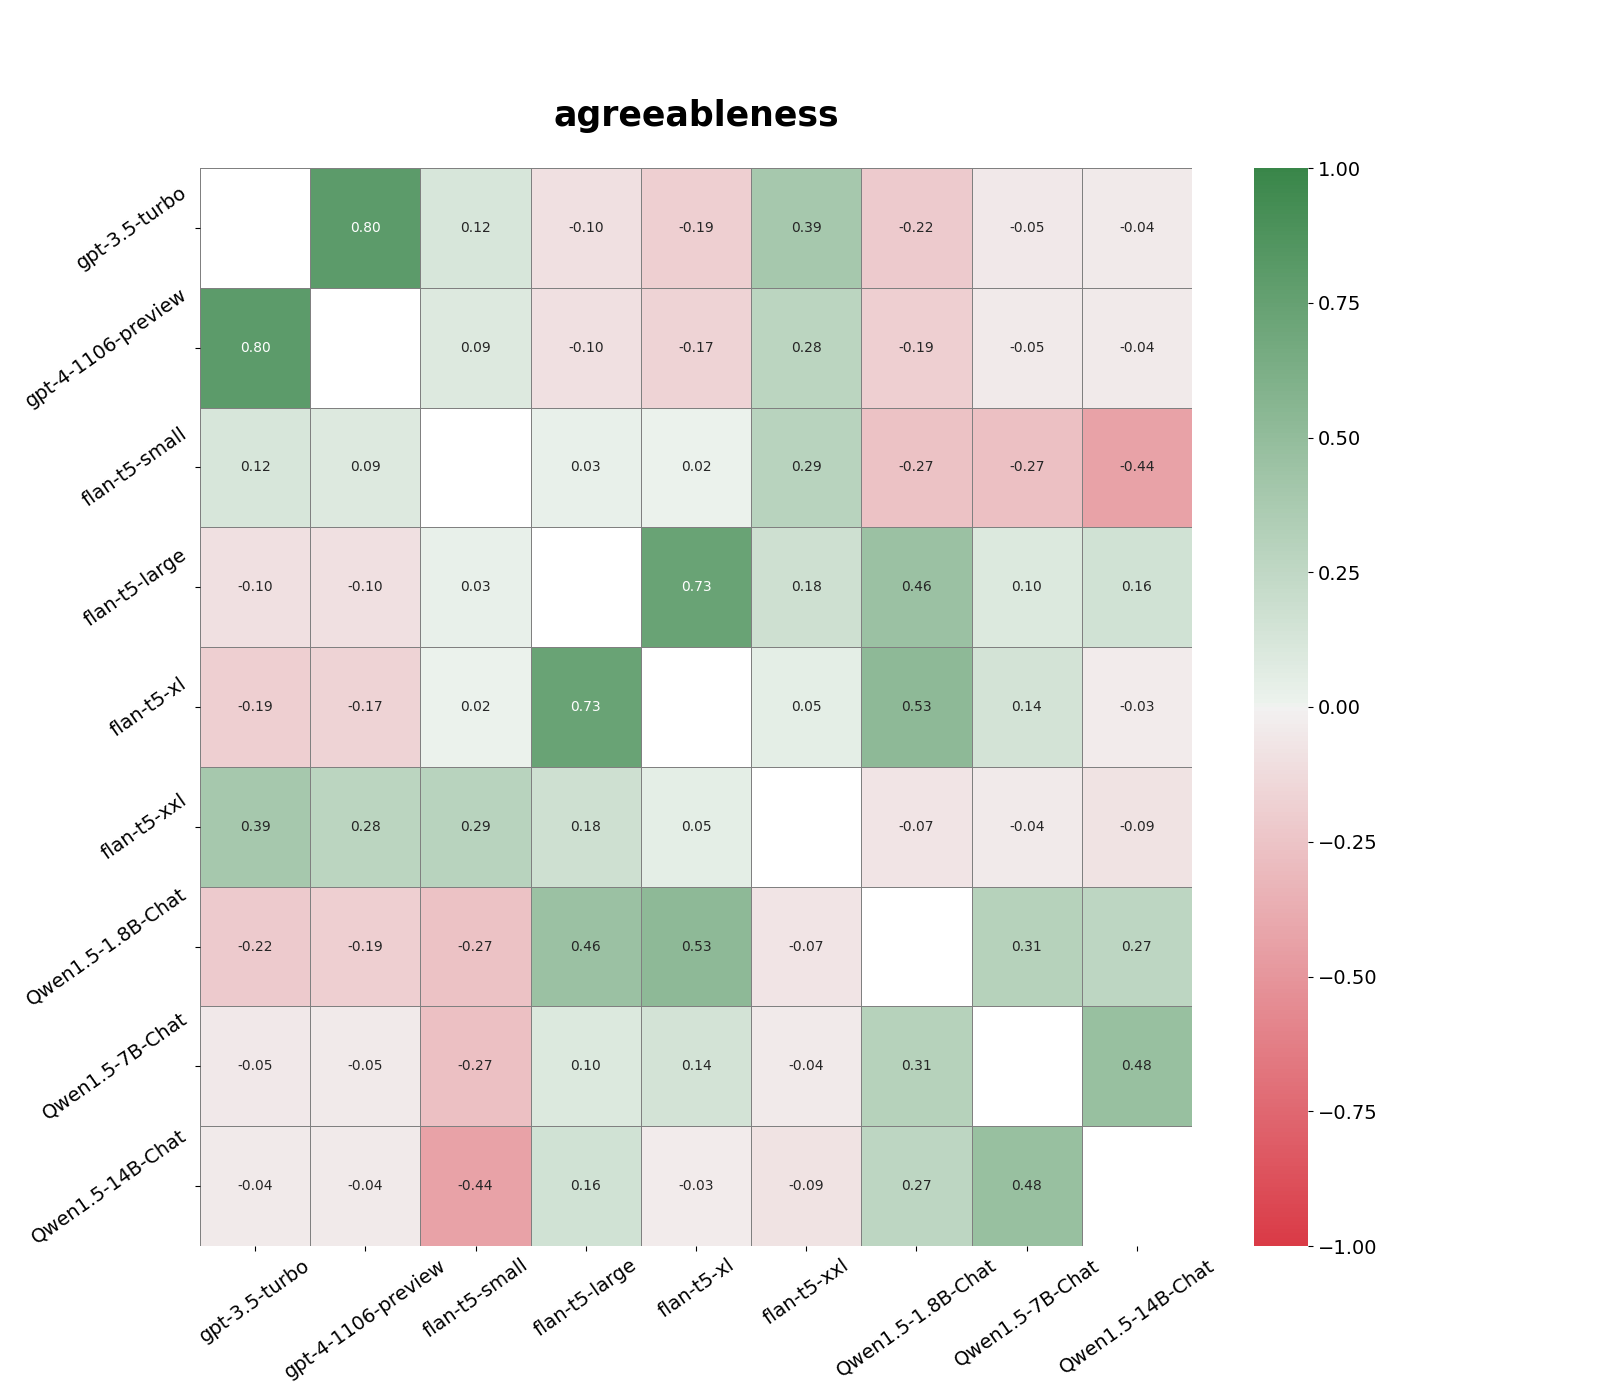 agreeableness
gpt-3.5-turbo 0.80 0.12 -0.10 -0.19 0.39 -0.22 -0.05 -0.04
gpt-4-1106-preview 0.80 0.09 -0.10 -0.17 0.28 -0.19 -0.05 -0.04
flan-t5-small 0.12 0.09 0.03 0.02 0.29 -0.27 -0.27 -0.44
flan-t5-large -0.10 -0.10 0.03 0.73 0.18 0.46 0.10 0.16
flan-t5-xl -0.19 -0.17 0.02 0.73 0.05 0.53 0.14 -0.03
flan-t5-xxl 0.39 0.28 0.29 0.18 0.05 -0.07 -0.04 -0.09
Qwen1.5-1.8B-Chat -0.22 -0.19 -0.27 0.46 0.53 -0.07 0.31 0.27
Qwen1.5-7B-Chat -0.05 -0.05 -0.27 0.10 0.14 -0.04 0.31 0.48
Qwen1.5-14B-Chat -0.04 -0.04 -0.44 0.16 -0.03 -0.09 0.27 0.48
gpt-3.5-turbo gpt-4-1106-preview flan-t5-small flan-t5-large flan-t5-xl flan-t5-xxl Qwen1.5-1.8B-Chat Qwen1.5-7B-Chat Qwen1.5-14B-Chat
1.00
0.75
0.50
0.25
0.00
−0.25
−0.50
−0.75
−1.00